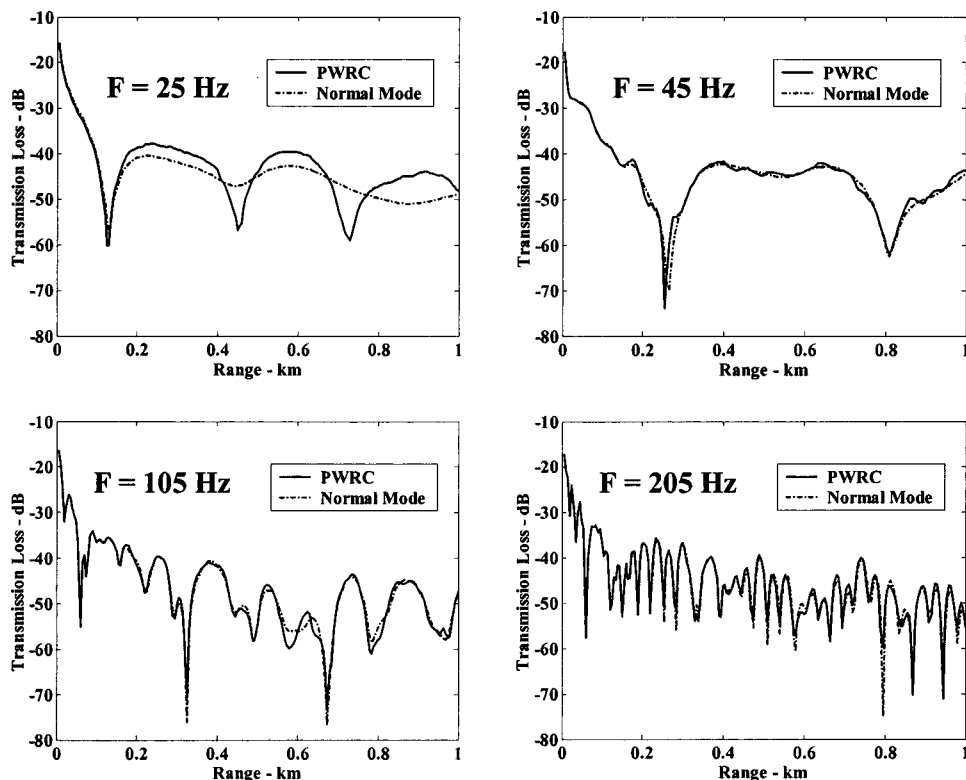 -10
-20
-30
-40
-50
-60
-70
-80
Transmission Loss - dB
F = 25 Hz
PWRC
Normal Mode
0
0.2
0.4
0.6
0.8
1
Range - km
-10
-20
-30
-40
-50
-60
-70
-80
Transmission Loss - dB
F = 45 Hz
PWRC
Normal Mode
0
0.2
0.4
0.6
0.8
1
Range - km
-10
-20
-30
-40
-50
-60
-70
-80
Transmission Loss - dB
F = 105 Hz
PWRC
Normal Mode
0
0.2
0.4
0.6
0.8
1
Range - km
-10
-20
-30
-40
-50
-60
-70
-80
Transmission Loss - dB
F = 205 Hz
PWRC
Normal Mode
0
0.2
0.4
0.6
0.8
1
Range - km